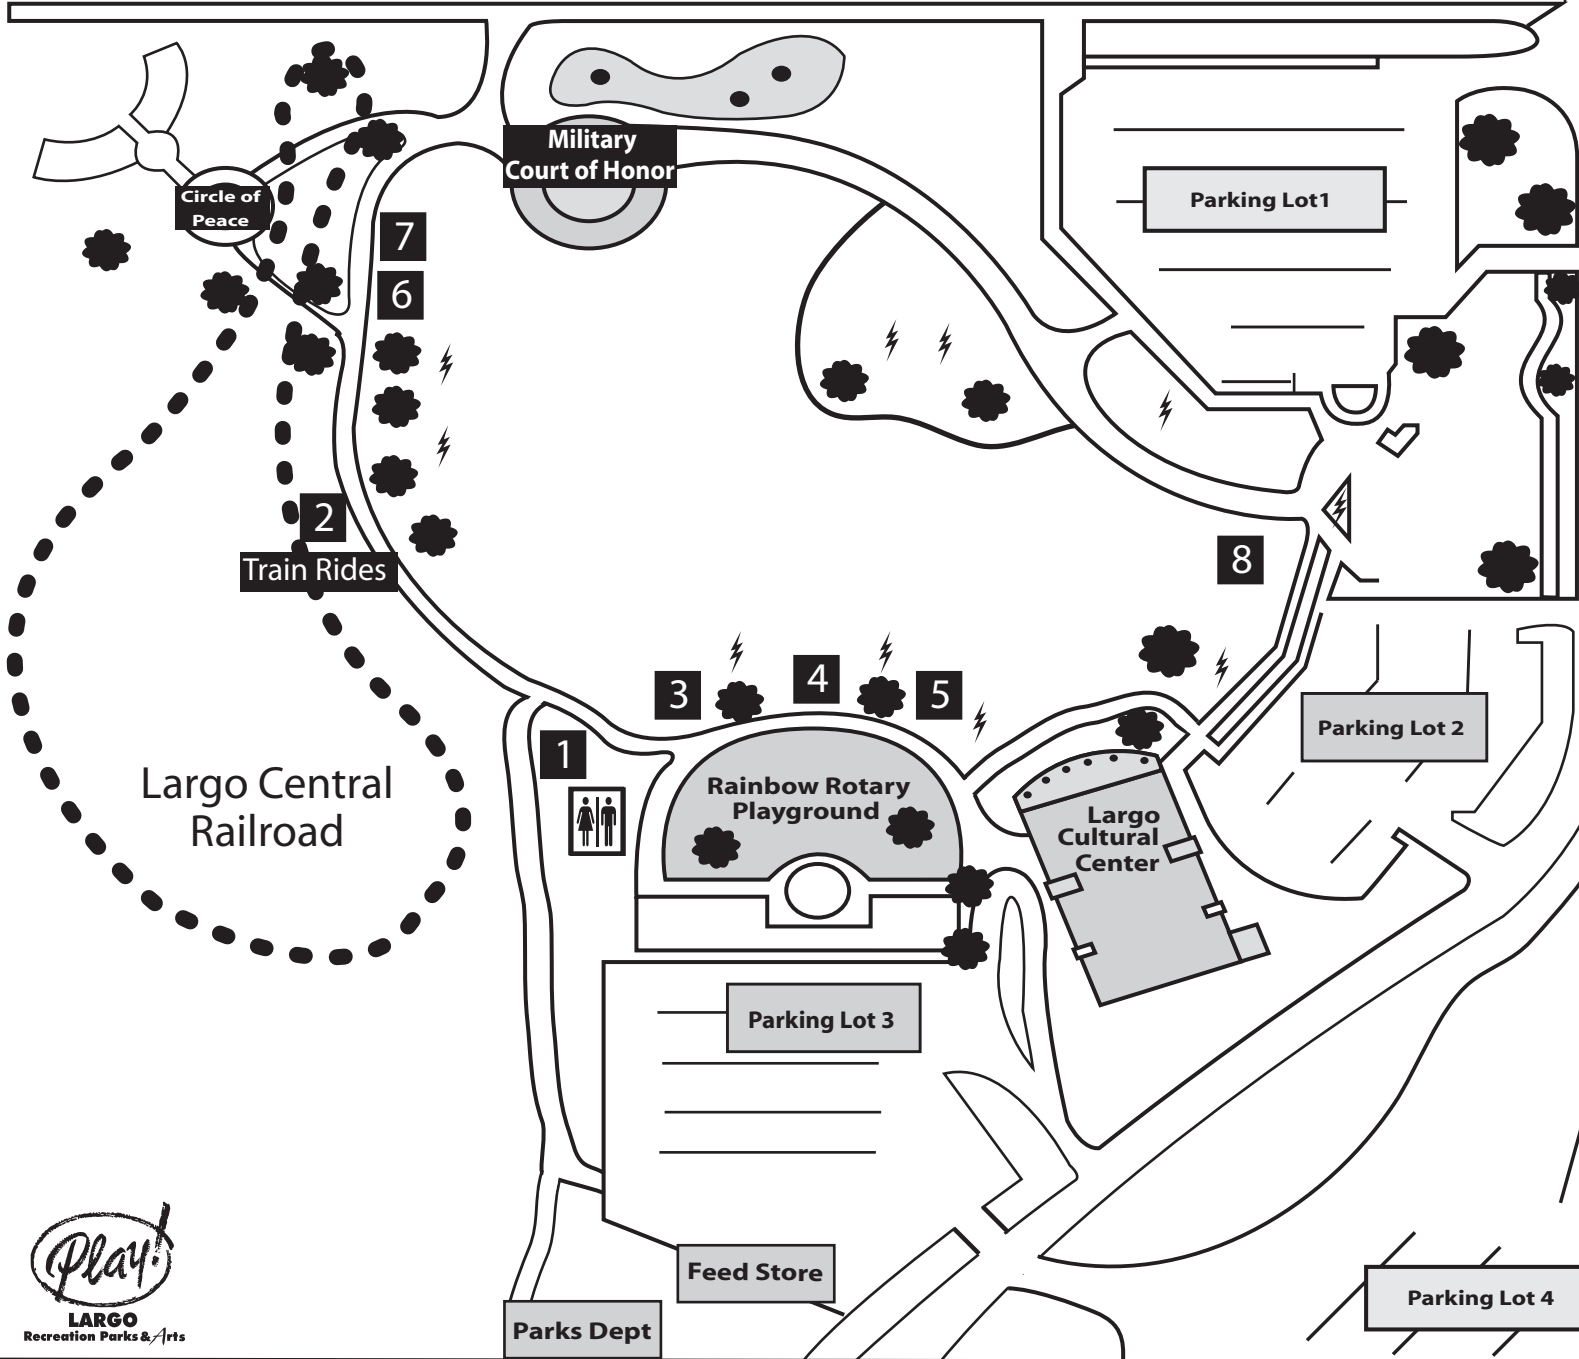 Military
Court of Honor
Circle of
Peace
Parking Lot1
7
6
2
Train Rides
8
3
4
5
Parking Lot 2
1
Largo Central
Railroad
Rainbow Rotary
Playground
Largo
Cultural
Center
Parking Lot 3
Feed Store
Parking Lot 4
Parks Dept
Play!
LARGO
Recreation Parks & Arts